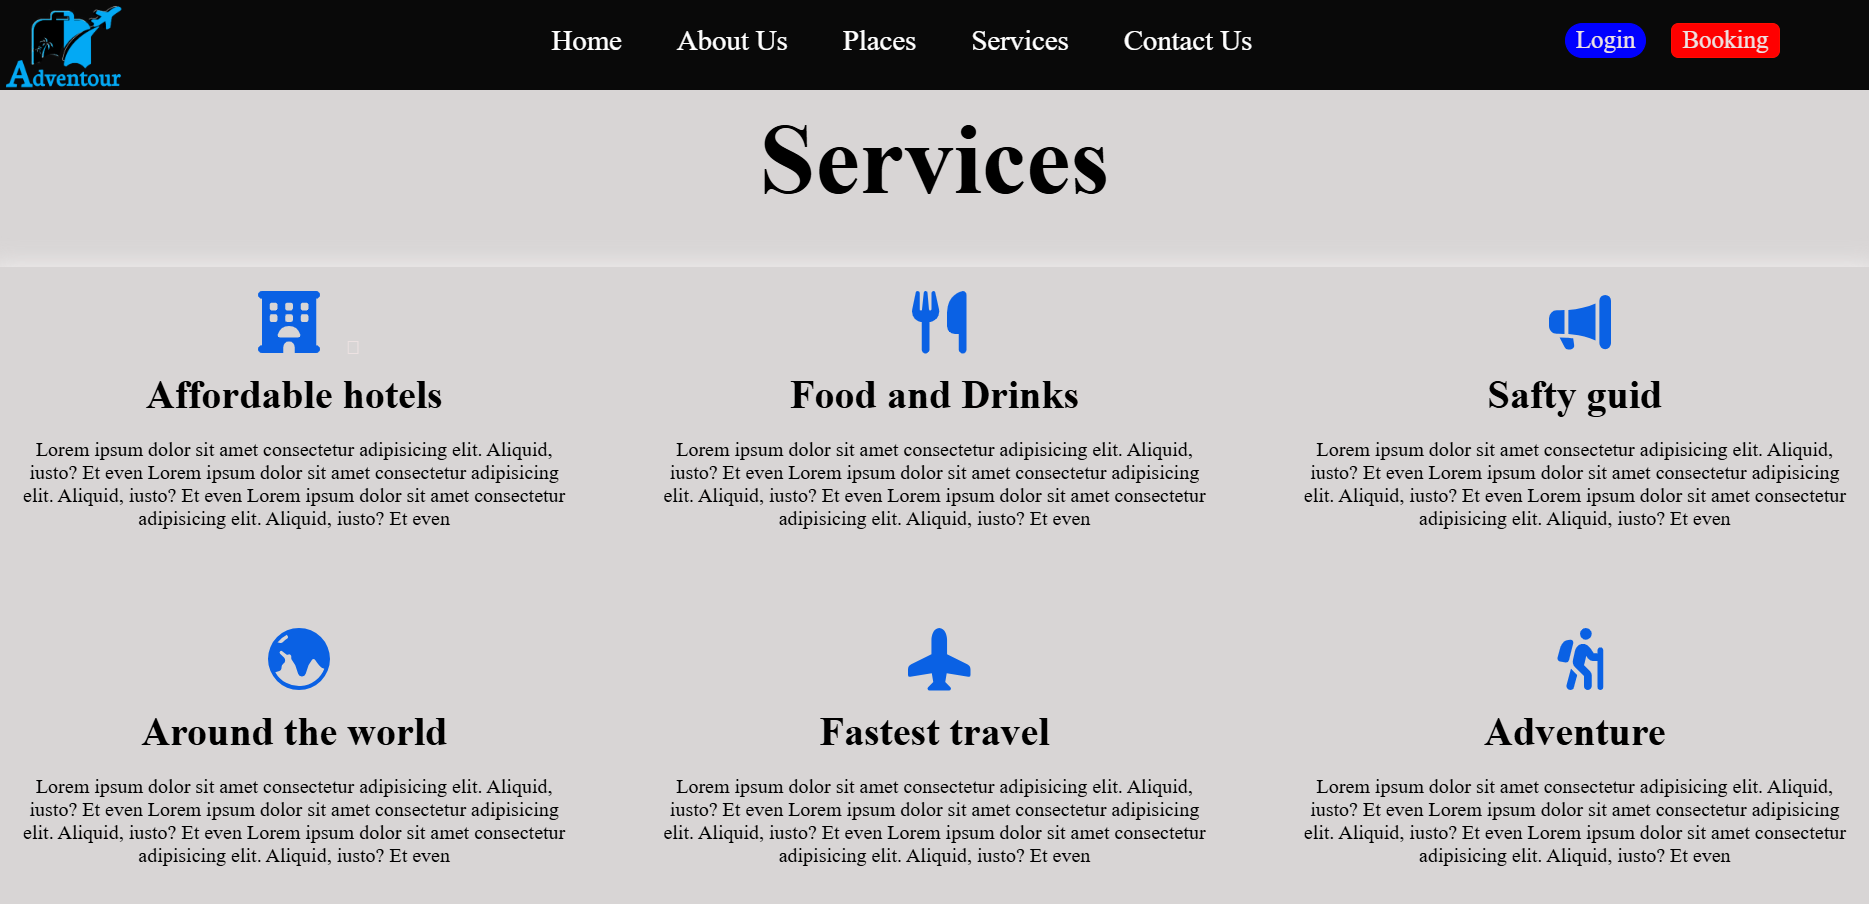 Adventour
Home About Us Places Services Contact Us
Login Booking
Services
Affordable hotels
Lorem ipsum dolor sit amet consectetur adipisicing elit. Aliquid,
iusto? Et even Lorem ipsum dolor sit amet consectetur adipisicing
elit. Aliquid, iusto? Et even Lorem ipsum dolor sit amet consectetur
adipisicing elit. Aliquid, iusto? Et even
Food and Drinks
Lorem ipsum dolor sit amet consectetur adipisicing elit. Aliquid,
iusto? Et even Lorem ipsum dolor sit amet consectetur adipisicing
elit. Aliquid, iusto? Et even Lorem ipsum dolor sit amet consectetur
adipisicing elit. Aliquid, iusto? Et even
Safty guid
Lorem ipsum dolor sit amet consectetur adipisicing elit. Aliquid,
iusto? Et even Lorem ipsum dolor sit amet consectetur adipisicing
elit. Aliquid, iusto? Et even Lorem ipsum dolor sit amet consectetur
adipisicing elit. Aliquid, iusto? Et even
Around the world
Lorem ipsum dolor sit amet consectetur adipisicing elit. Aliquid,
iusto? Et even Lorem ipsum dolor sit amet consectetur adipisicing
elit. Aliquid, iusto? Et even Lorem ipsum dolor sit amet consectetur
adipisicing elit. Aliquid, iusto? Et even
Fastest travel
Lorem ipsum dolor sit amet consectetur adipisicing elit. Aliquid,
iusto? Et even Lorem ipsum dolor sit amet consectetur adipisicing
elit. Aliquid, iusto? Et even Lorem ipsum dolor sit amet consectetur
adipisicing elit. Aliquid, iusto? Et even
Adventure
Lorem ipsum dolor sit amet consectetur adipisicing elit. Aliquid,
iusto? Et even Lorem ipsum dolor sit amet consectetur adipisicing
elit. Aliquid, iusto? Et even Lorem ipsum dolor sit amet consectetur
adipisicing elit. Aliquid, iusto? Et even